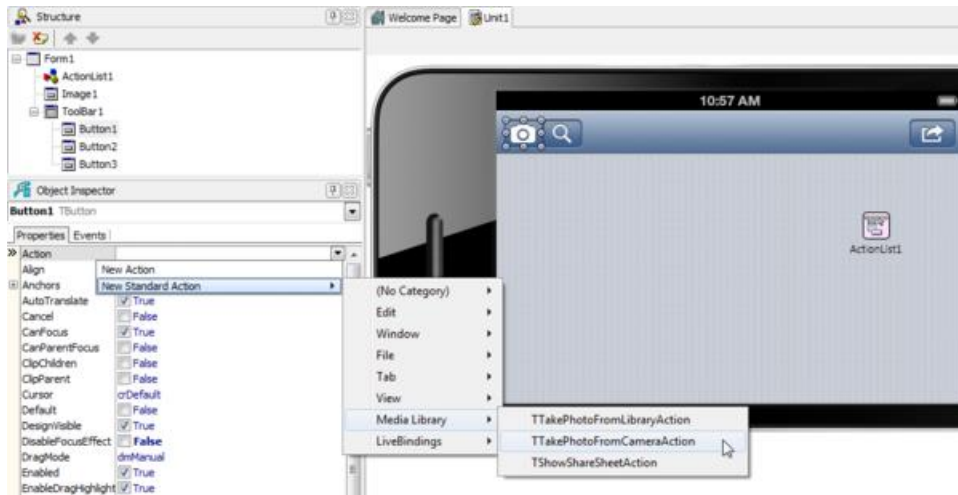 Structure
Welcome Page
Unit1
Form1
ActionList1
Image1
ToolBar1
Button1
Button2
Button3
10:57 AM
ActionList1
Object Inspector
Button1 TButton
Properties Events
Action
Align
Anchors
AutoTranslate True
Cancel False
CanFocus True
CanParentFocus False
ClipChildren False
ClipParent False
Cursor crDefault
Default False
DesignVisible True
DisableFocusEffect False
DragMode dmManual
Enabled True
EnableDragHighlight True
New Action
New Standard Action
(No Category)
Edit
Window
File
Tab
View
Media Library
LiveBindings
TTakePhotoFromLibraryAction
TTakePhotoFromCameraAction
TShowShareSheetAction